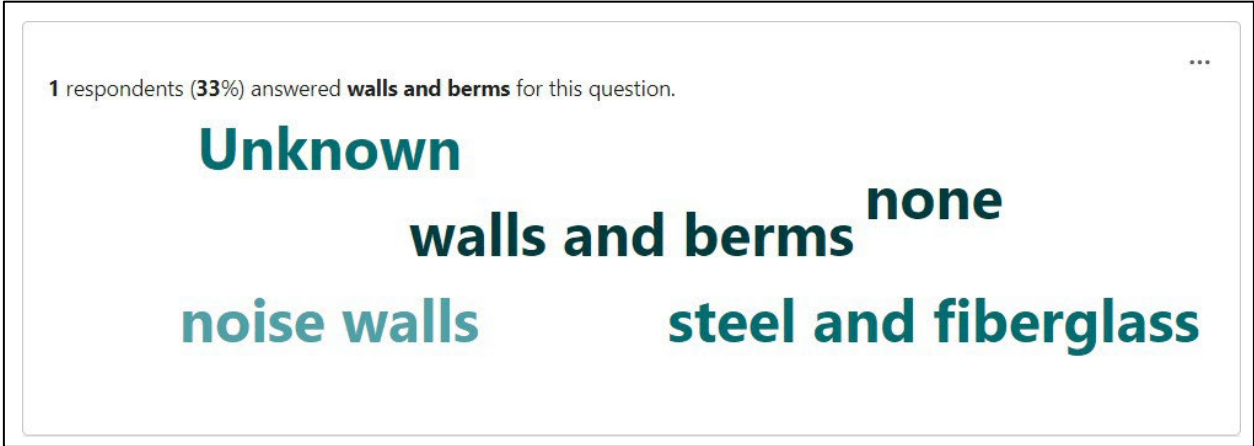 ...
1 respondents (33%) answered walls and berms for this question.
Unknown
none
walls and berms
noise walls
steel and fiberglass